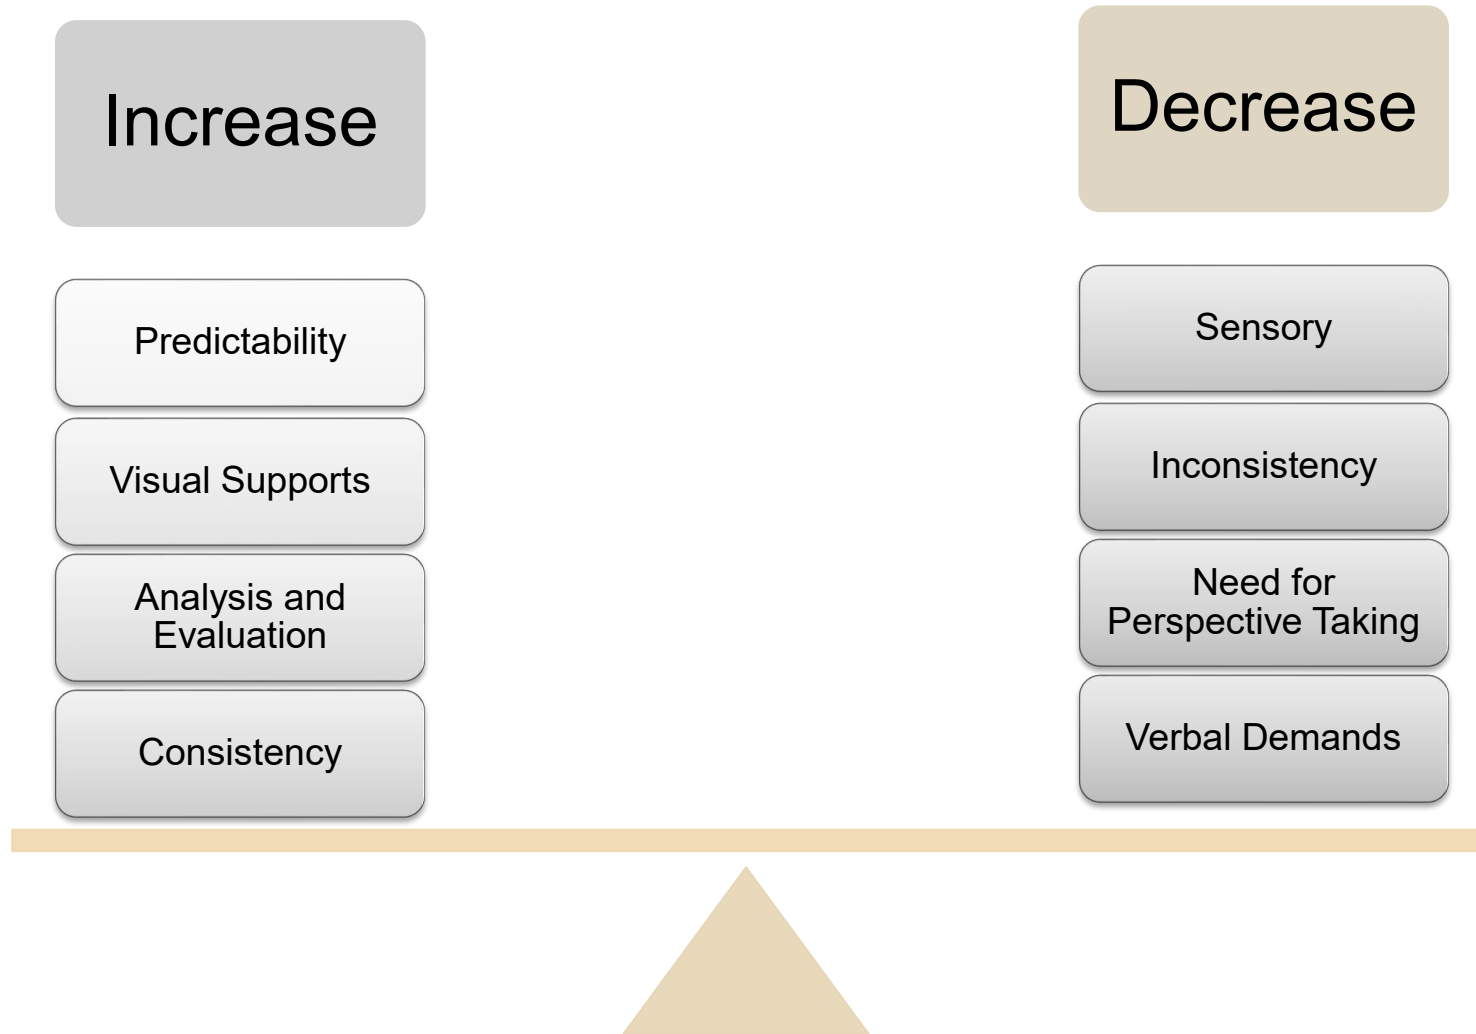 Increase
Predictability
Visual Supports
Analysis and
Evaluation
Consistency
Decrease
Sensory
Inconsistency
Need for
Perspective Taking
Verbal Demands